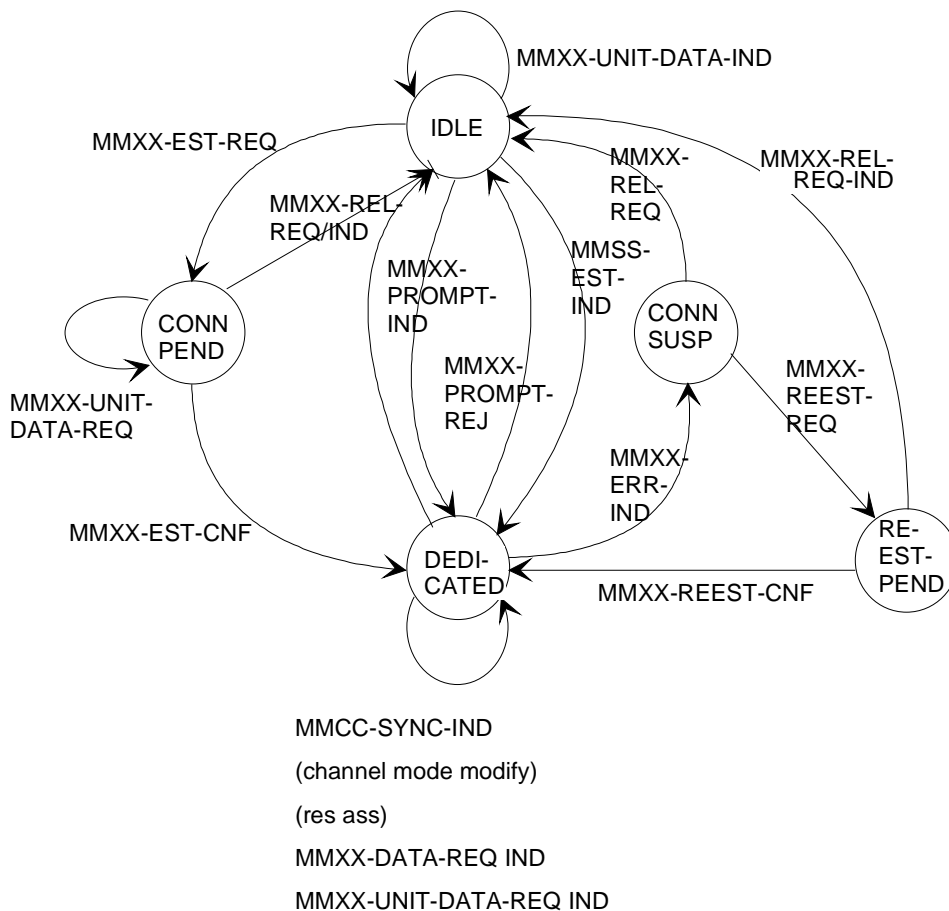 MMXX-UNIT-DATA-IND
IDLE
MMXX-EST-REQ
MMXX-
REL-
REQ
MMXX-REL-
REQ-IND
MMXX-REL-
REQ/IND
MMXX-
PROMPT-
IND
MMSS-
EST-
IND
CONN
PEND
CONN
SUSP
MMXX-
PROMPT-
REJ
MMXX-
REEST-
REQ
MMXX-UNIT-
DATA-REQ
MMXX-
ERR-
IND
MMXX-EST-CNF
DEDI-
CATED
RE-
EST-
PEND
MMXX-REEST-CNF
MMCC-SYNC-IND
(channel mode modify)
(res ass)
MMXX-DATA-REQ IND
MMXX-UNIT-DATA-REQ IND